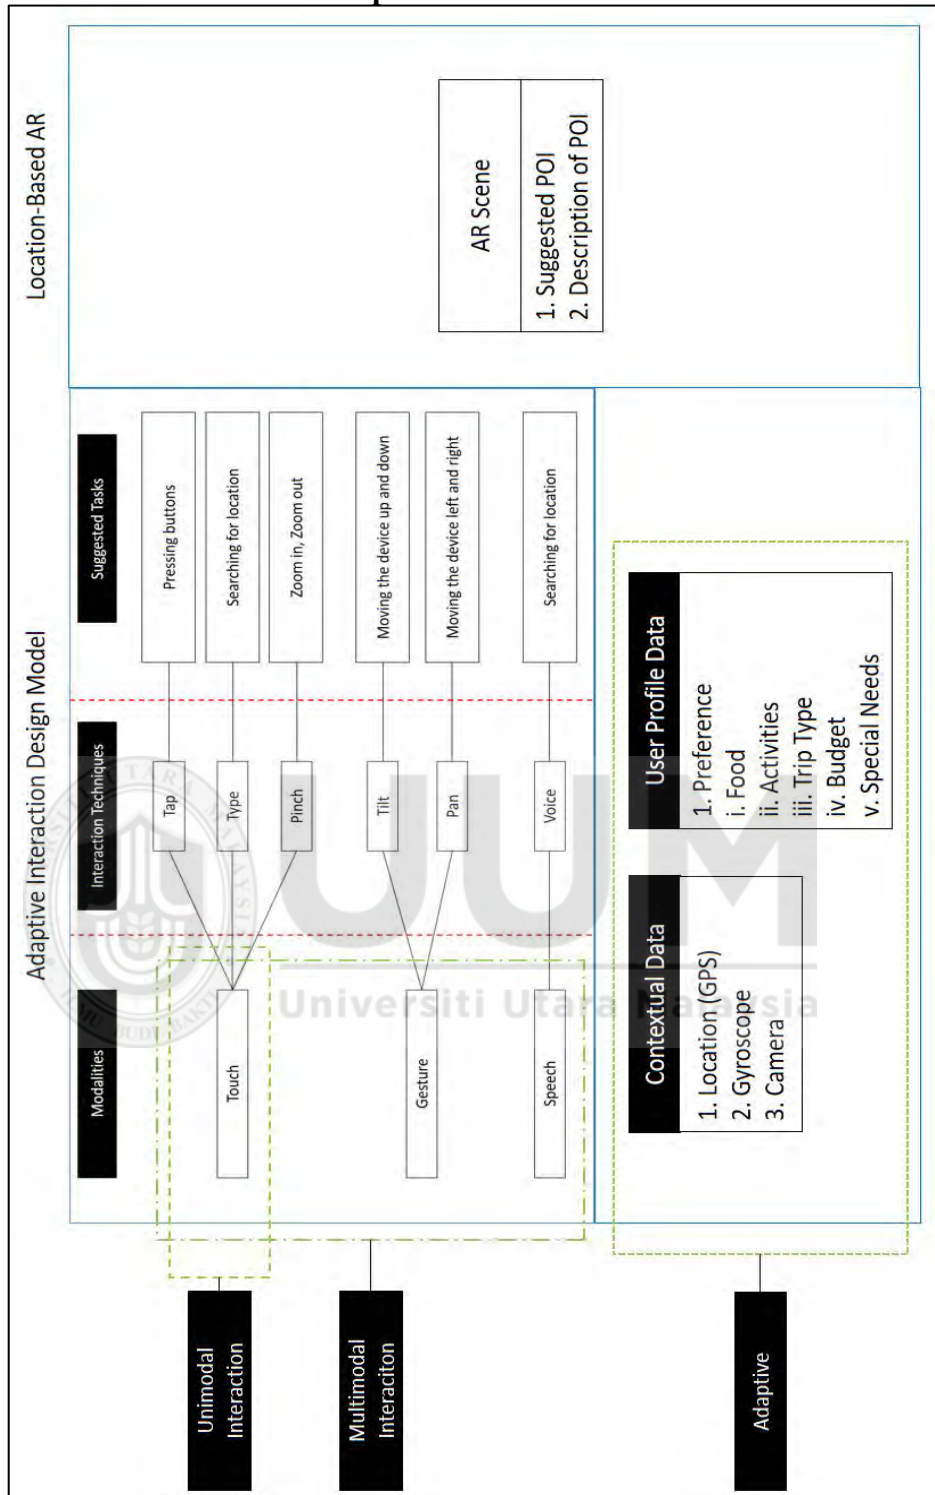 Adaptive Interaction Design Model
Location-Based AR
Modalities
Interaction Techniques
Suggested Tasks
Unimodal
Interaction
Touch
Tap
Pressing buttons
Type
Searching for location
Pinch
Zoom in, Zoom out
Multimodal
Interaciton
Gesture
Tilt
Moving the device up and down
Pan
Moving the device left and right
Speech
Voice
Searching for location
AR Scene
1. Suggested POI
2. Description of POI
Adaptive
Contextual Data
1. Location (GPS)
2. Gyroscope
3. Camera
User Profile Data
1. Preference
i. Food
ii. Activities
iii. Trip Type
iv. Budget
v. Special Needs
UUM
Universiti Utara Malaysia